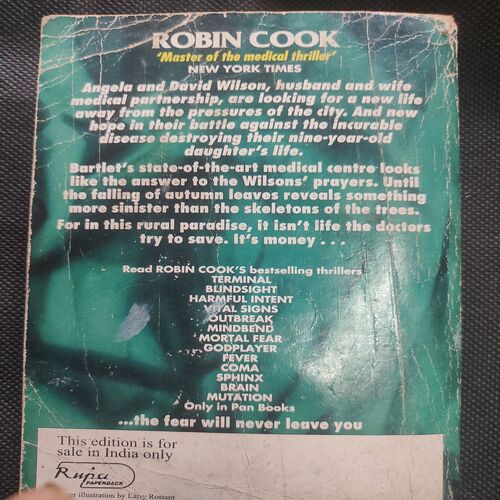 ROBIN COOK
'Master of the medical thriller'
NEW YORK TIMES
Angela and David Wilson, husband and wife
medical partnership, are looking for a new life
away from the pressures of the city. And new
hope in their battle against the incurable
disease destroying their nine-year-old
daughter's life.
Bartlet's state-of-the-art medical centre looks
like the answer to the Wilsons' prayers. Until
the falling of autumn leaves reveals something
more sinister than the skeletons of the trees.
For in this rural paradise, it isn't life the doctors
try to save. It's money . . .
Read ROBIN COOK'S bestselling thrillers
TERMINAL
BLINDSIGHT
HARMFUL INTENT
VITAL SIGNS
OUTBREAK
MINDBEND
MORTAL FEAR
GODPLAYER
FEVER
COMA
SPHINX
BRAIN
MUTATION
Only in Pan Books
...the fear will never leave you
This edition is for
sale in India only
Rupa
PAPERBACK
illustration by Larry Rostant